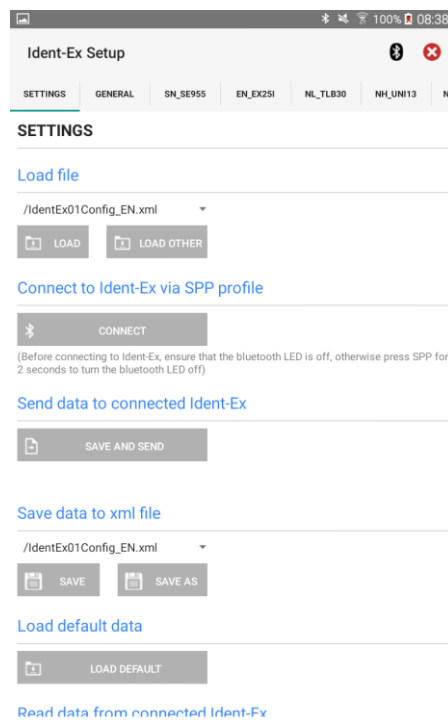 100% 08:38
Ident-Ex Setup
SETTINGS GENERAL SN_SE955 EN_EX25I NL_TLB30 NH_UNI13
SETTINGS
Load file
/IdentEx01Config_EN.xml
LOAD LOAD OTHER
Connect to Ident-Ex via SPP profile
CONNECT
(Before connecting to Ident-Ex, ensure that the bluetooth LED is off, otherwise press SPP for
2 seconds to turn the bluetooth LED off)
Send data to connected Ident-Ex
SAVE AND SEND
Save data to xml file
/IdentEx01Config_EN.xml
SAVE SAVE AS
Load default data
LOAD DEFAULT
Read data from connected Ident-Ex